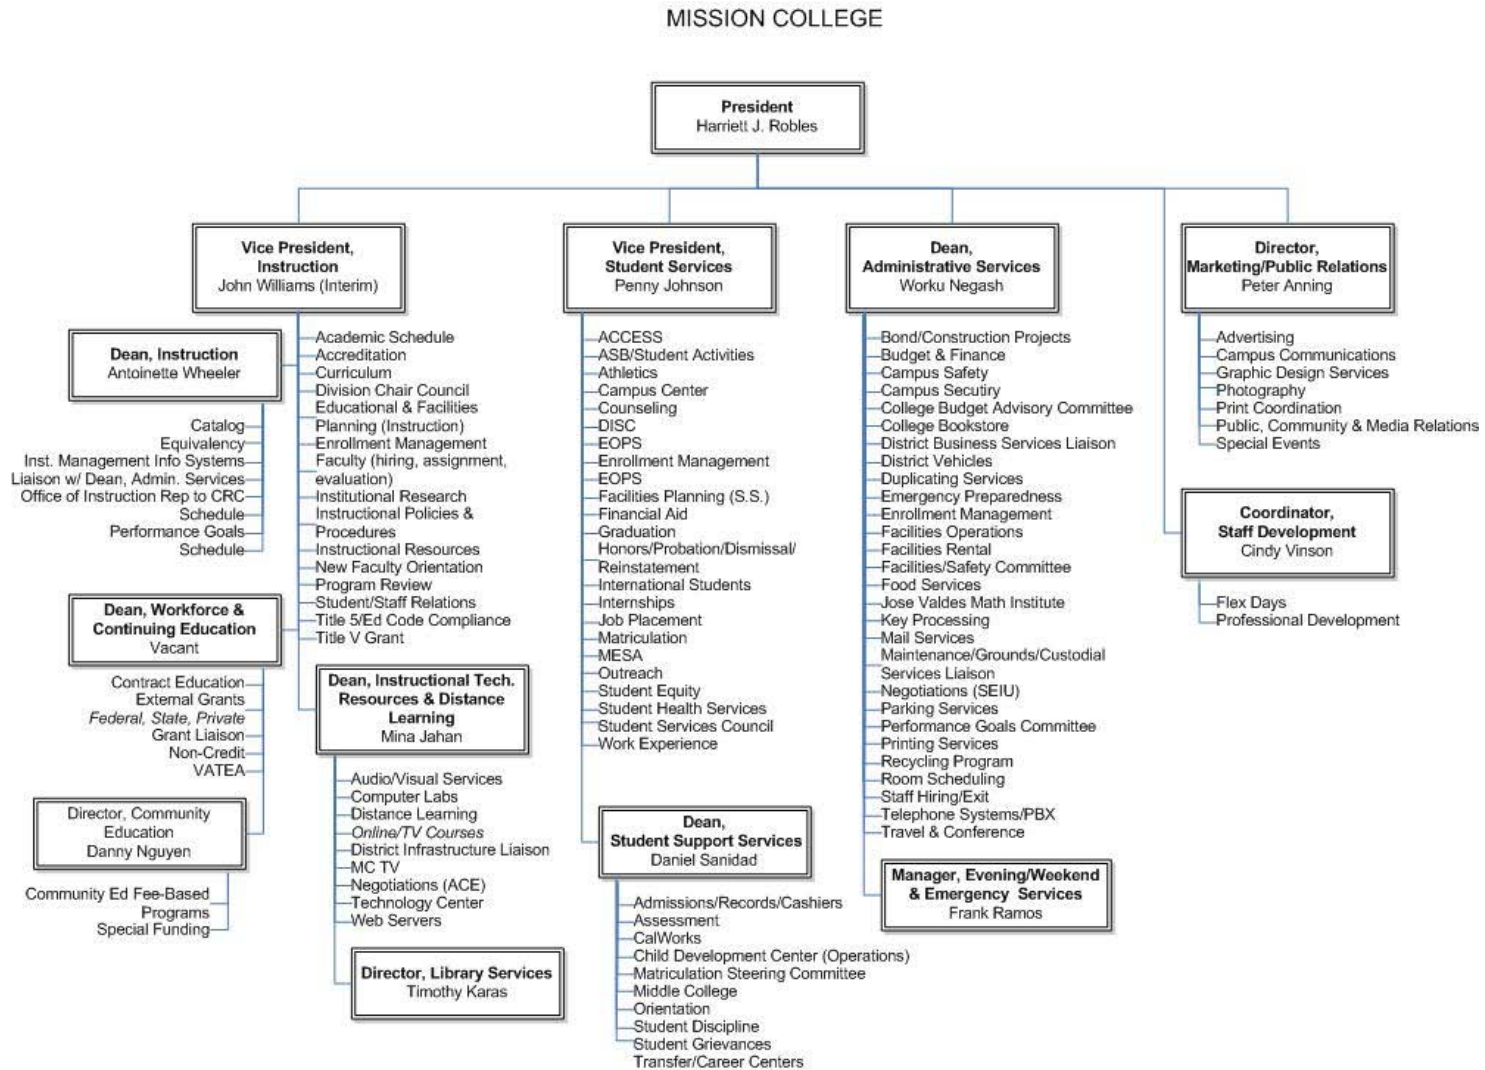 MISSION COLLEGE
President
Harriett J. Robles
Vice President,
Instruction
John Williams (Interim)
Dean, Instruction
Antoinette Wheeler
Catalog
Equivalency
Inst. Management Info Systems
Liaison w/ Dean, Admin. Services
Office of Instruction Rep to CRC
Schedule
Performance Goals
Schedule
Dean, Workforce &
Continuing Education
Vacant
Contract Education
External Grants
Federal, State, Private
Grant Liaison
Non-Credit
VATEA
Director, Community
Education
Danny Nguyen
Community Ed Fee-Based
Programs
Special Funding
Academic Schedule
Accreditation
Curriculum
Division Chair Council
Educational & Facilities
Planning (Instruction)
Enrollment Management
Faculty (hiring, assignment,
evaluation)
Institutional Research
Instructional Policies &
Procedures
Instructional Resources
New Faculty Orientation
Program Review
Student/Staff Relations
Title 5/Ed Code Compliance
Title V Grant
Dean, Instructional Tech.
Resources & Distance
Learning
Mina Jahan
Audio/Visual Services
Computer Labs
Distance Learning
Online/TV Courses
District Infrastructure Liaison
MC TV
Negotiations (ACE)
Technology Center
Web Servers
Director, Library Services
Timothy Karas
Vice President,
Student Services
Penny Johnson
ACCESS
ASB/Student Activities
Athletics
Campus Center
Counseling
DISC
EOPS
Enrollment Management
EOPS
Facilities Planning (S.S.)
Financial Aid
Graduation
Honors/Probation/Dismissal/
Reinstatement
International Students
Internships
Job Placement
Matriculation
MESA
Outreach
Student Equity
Student Health Services
Student Services Council
Work Experience
Dean,
Student Support Services
Daniel Sanidad
Admissions/Records/Cashiers
Assessment
CalWorks
Child Development Center (Operations)
Matriculation Steering Committee
Middle College
Orientation
Student Discipline
Student Grievances
Transfer/Career Centers
Dean,
Administrative Services
Worku Negash
Bond/Construction Projects
Budget & Finance
Campus Safety
Campus Secutiry
College Budget Advisory Committee
College Bookstore
District Business Services Liaison
District Vehicles
Duplicating Services
Emergency Preparedness
Enrollment Management
Facilities Operations
Facilities Rental
Facilities/Safety Committee
Food Services
Jose Valdes Math Institute
Key Processing
Mail Services
Maintenance/Grounds/Custodial
Services Liaison
Negotiations (SEIU)
Parking Services
Performance Goals Committee
Printing Services
Recycling Program
Room Scheduling
Staff Hiring/Exit
Telephone Systems/PBX
Travel & Conference
Manager, Evening/Weekend
& Emergency Services
Frank Ramos
Director,
Marketing/Public Relations
Peter Anning
Advertising
Campus Communications
Graphic Design Services
Photography
Print Coordination
Public, Community & Media Relations
Special Events
Coordinator,
Staff Development
Cindy Vinson
Flex Days
Professional Development